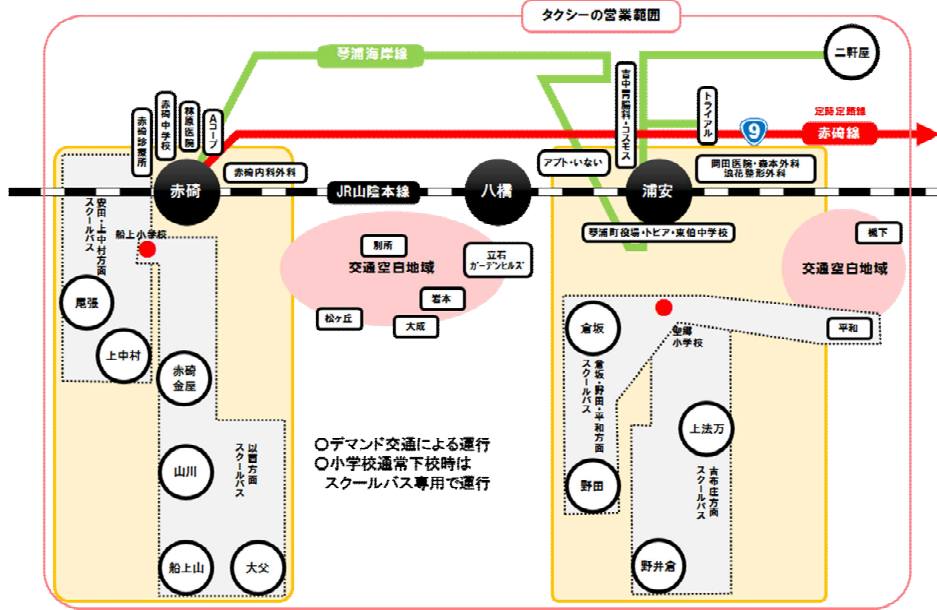 タクシーの営業範囲
琴浦海岸線
二軒屋
赤碕診療所
赤碕中学校
林原医院
Aコープ
赤碕内科外科
吉中胃腸科・コスモス
トライアル
9
定時定路線
赤碕線
アプト・いない
岡田医院・森本外科
浪花整形外科
赤碕
JR山陰本線
八橋
浦安
琴浦町役場・トピア・東伯中学校
安田・上中村方面
スクールバス
船上小学校
別所
交通空白地域
立石
ガーデンヒルズ
岩本
松ヶ丘
大成
槻下
交通空白地域
尾張
上中村
赤碕
金屋
倉坂
聖郷
小学校
平和
倉坂・野田・平和方面
スクールバス
上法万
〇デマンド交通による運行
〇小学校通常下校時は
スクールバス専用で運行
山川
以西方面
スクールバス
野田
古布庄方面
スクールバス
船上山
大父
野井倉